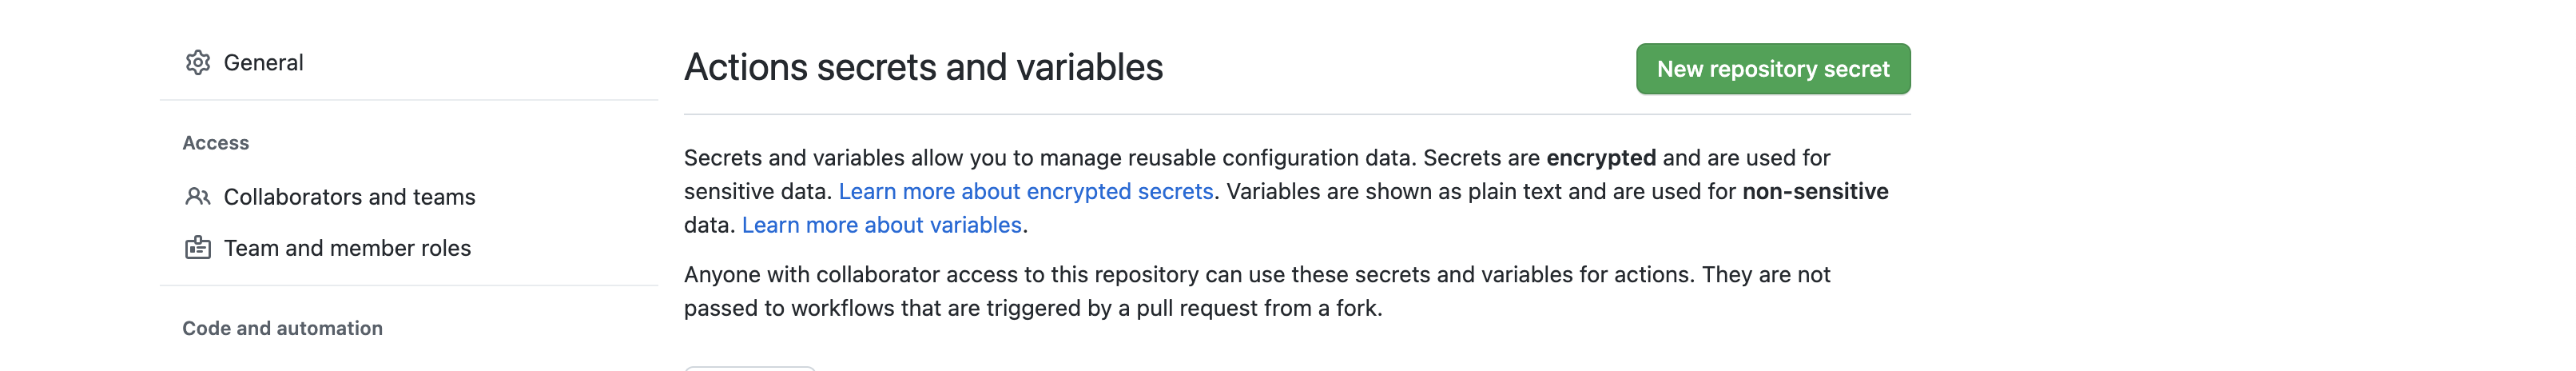 General
Access
Collaborators and teams
Team and member roles
Code and automation
Actions secrets and variables
New repository secret
Secrets and variables allow you to manage reusable configuration data. Secrets are encrypted and are used for
sensitive data. Learn more about encrypted secrets. Variables are shown as plain text and are used for non-sensitive
data. Learn more about variables.
Anyone with collaborator access to this repository can use these secrets and variables for actions. They are not
passed to workflows that are triggered by a pull request from a fork.